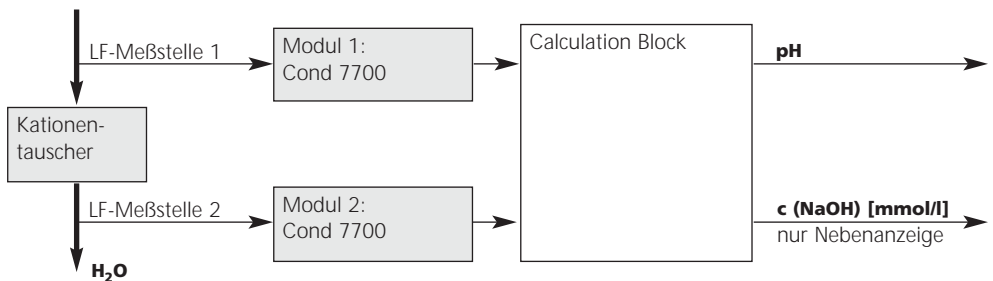 LF-Meßstelle 1
Modul 1:
Cond 7700
Calculation Block
pH
Kationen-
tauscher
LF-Meßstelle 2
Modul 2:
Cond 7700
c (NaOH) [mmol/l]
nur Nebenanzeige
H₂O